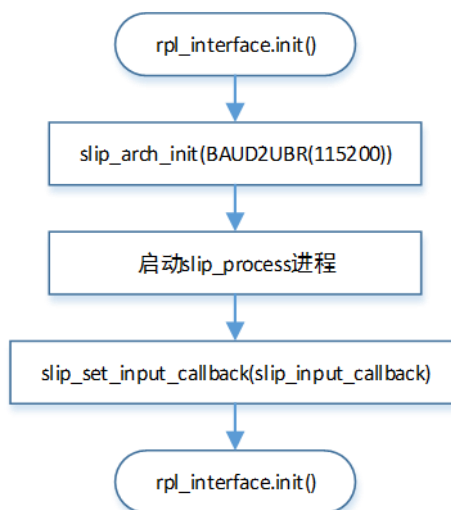 rpl_interface.init()
slip_arch_init(BAUD2UBR(115200))
启动slip_process进程
slip_set_input_callback(slip_input_callback)
rpl_interface.init()